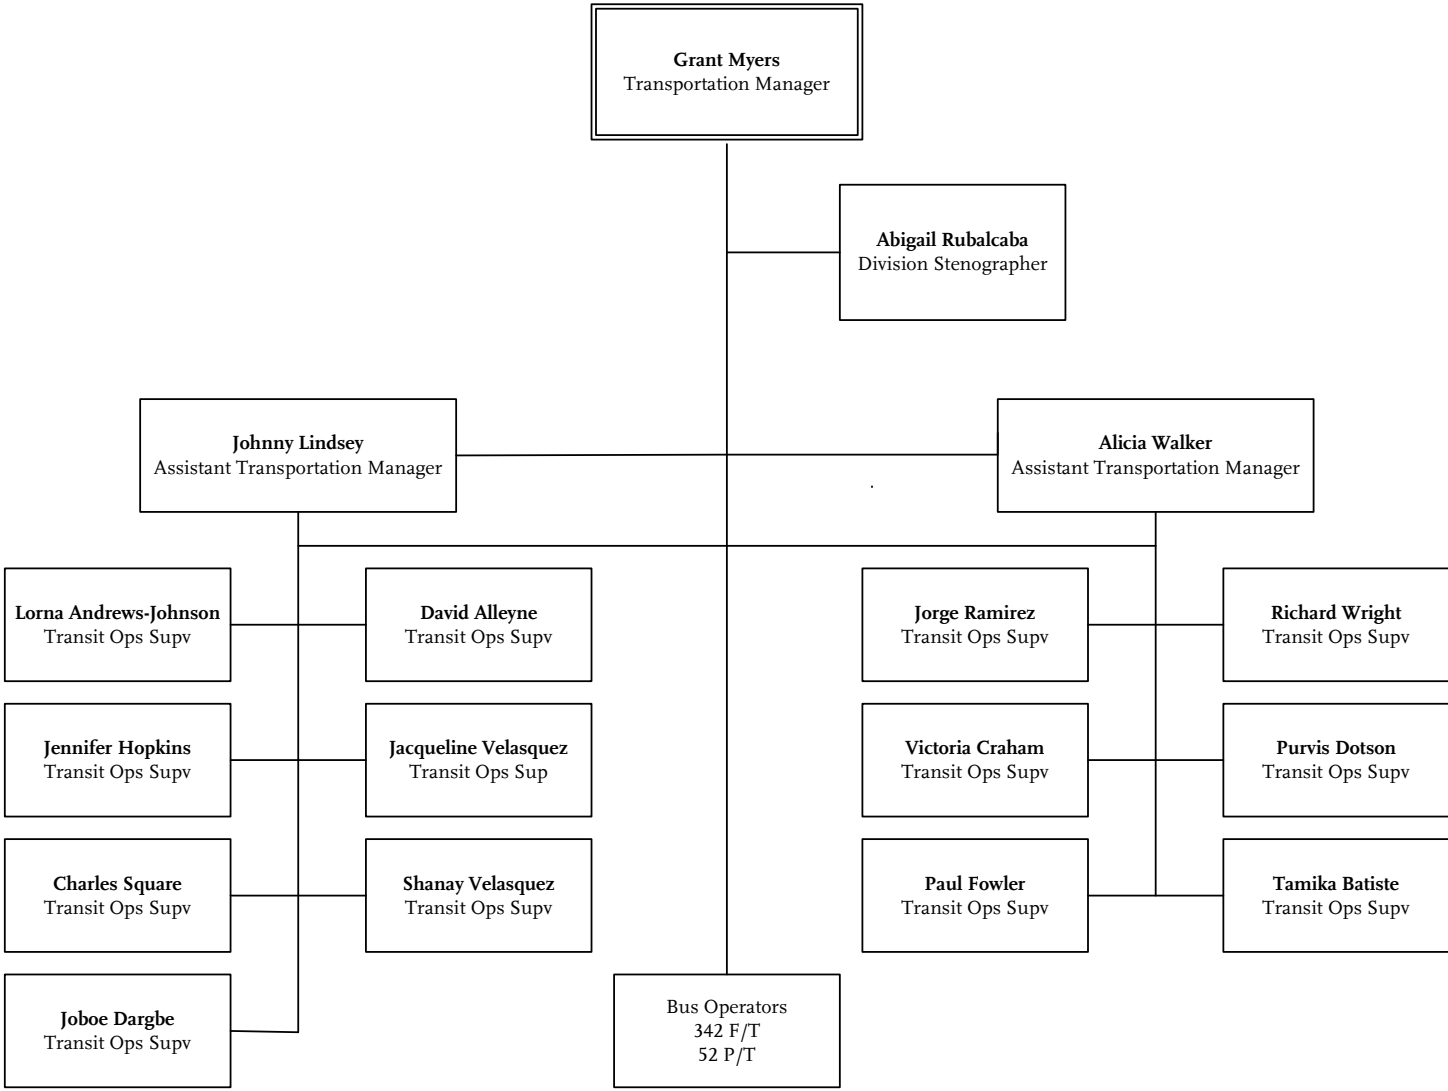 Grant Myers
Transportation Manager
Abigail Rubalcaba
Division Stenographer
Johnny Lindsey
Assistant Transportation Manager
Alicia Walker
Assistant Transportation Manager
.
Lorna Andrews-Johnson
Transit Ops Supv
David Alleyne
Transit Ops Supv
Jorge Ramirez
Transit Ops Supv
Richard Wright
Transit Ops Supv
Jennifer Hopkins
Transit Ops Supv
Jacqueline Velasquez
Transit Ops Sup
Victoria Craham
Transit Ops Supv
Purvis Dotson
Transit Ops Supv
Charles Square
Transit Ops Supv
Shanay Velasquez
Transit Ops Supv
Paul Fowler
Transit Ops Supv
Tamika Batiste
Transit Ops Supv
Joboe Dargbe
Transit Ops Supv
Bus Operators
342 F/T
52 P/T